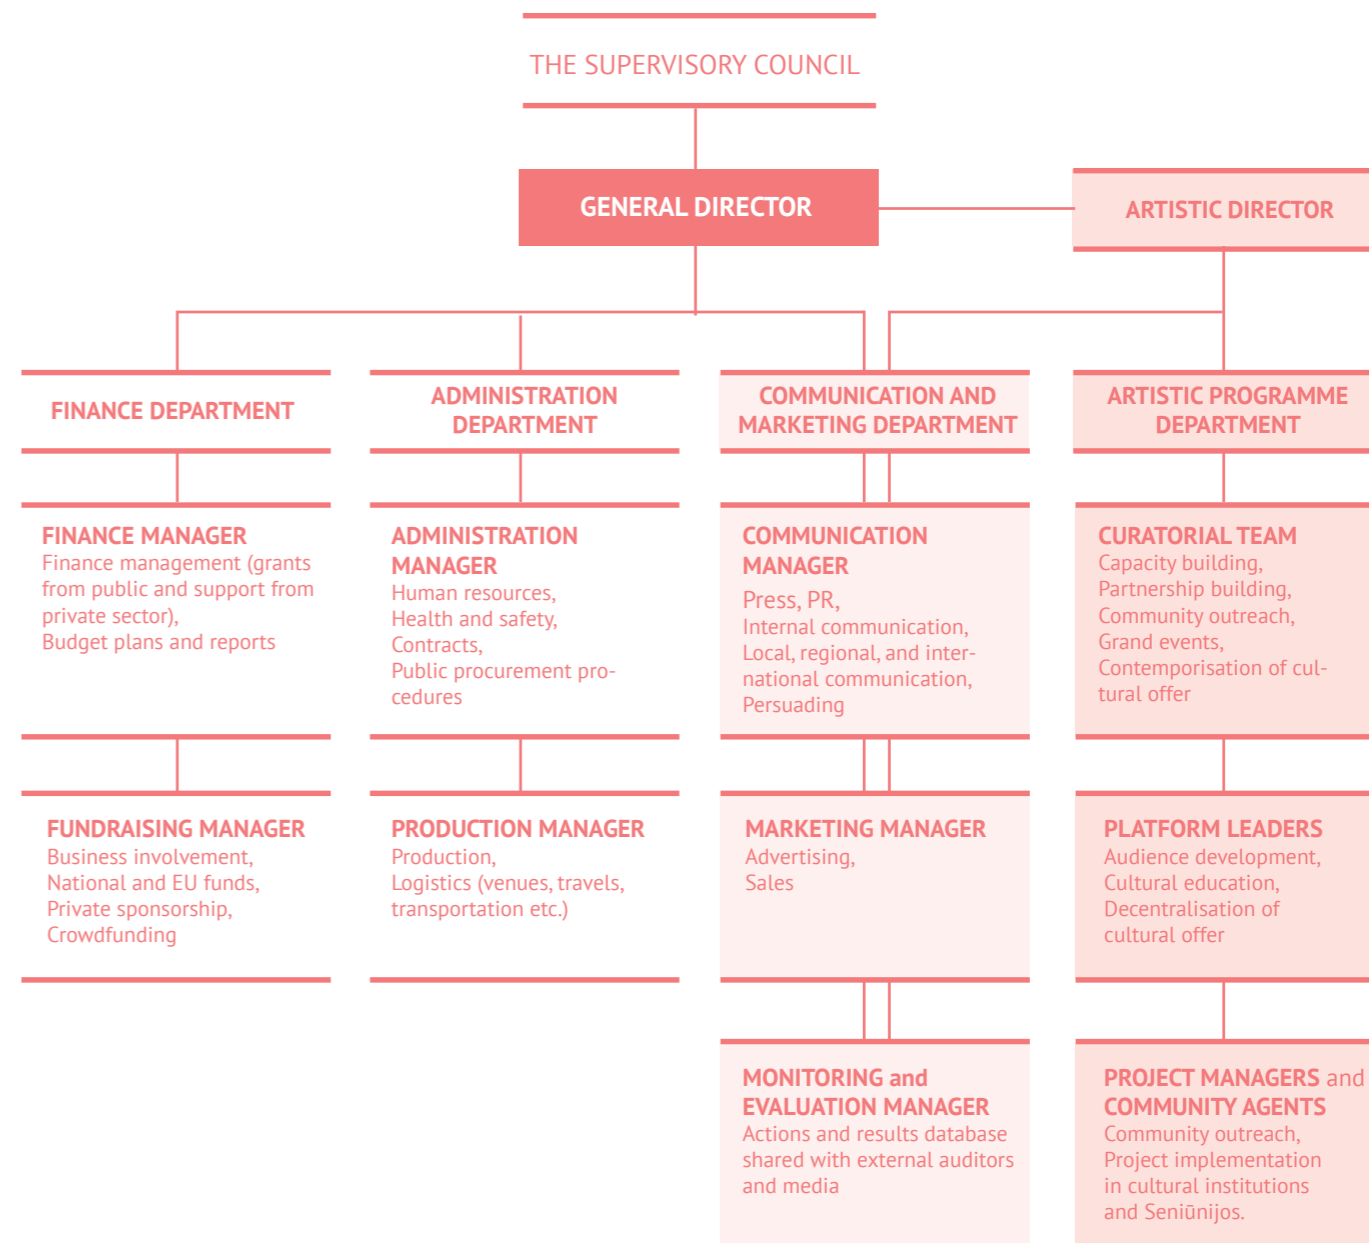 THE SUPERVISORY COUNCIL
GENERAL DIRECTOR
ARTISTIC DIRECTOR
FINANCE DEPARTMENT
ADMINISTRATION
DEPARTMENT
COMMUNICATION AND
MARKETING DEPARTMENT
ARTISTIC PROGRAMME
DEPARTMENT
FINANCE MANAGER
Finance management (grants
from public and support from
private sector),
Budget plans and reports
ADMINISTRATION
MANAGER
Human resources,
Health and safety,
Contracts,
Public procurement pro-
cedures
COMMUNICATION
MANAGER
Press, PR,
Internal communication,
Local, regional, and inter-
national communication,
Persuading
CURATORIAL TEAM
Capacity building,
Partnership building,
Community outreach,
Grand events,
Contemporisation of cul-
tural offer
FUNDRAISING MANAGER
Business involvement,
National and EU funds,
Private sponsorship,
Crowdfunding
PRODUCTION MANAGER
Production,
Logistics (venues, travels,
transportation etc.)
MARKETING MANAGER
Advertising,
Sales
PLATFORM LEADERS
Audience development,
Cultural education,
Decentralisation of
cultural offer
MONITORING and
EVALUATION MANAGER
Actions and results database
shared with external auditors
and media
PROJECT MANAGERS and
COMMUNITY AGENTS
Community outreach,
Project implementation
in cultural institutions
and Seniūnijos.